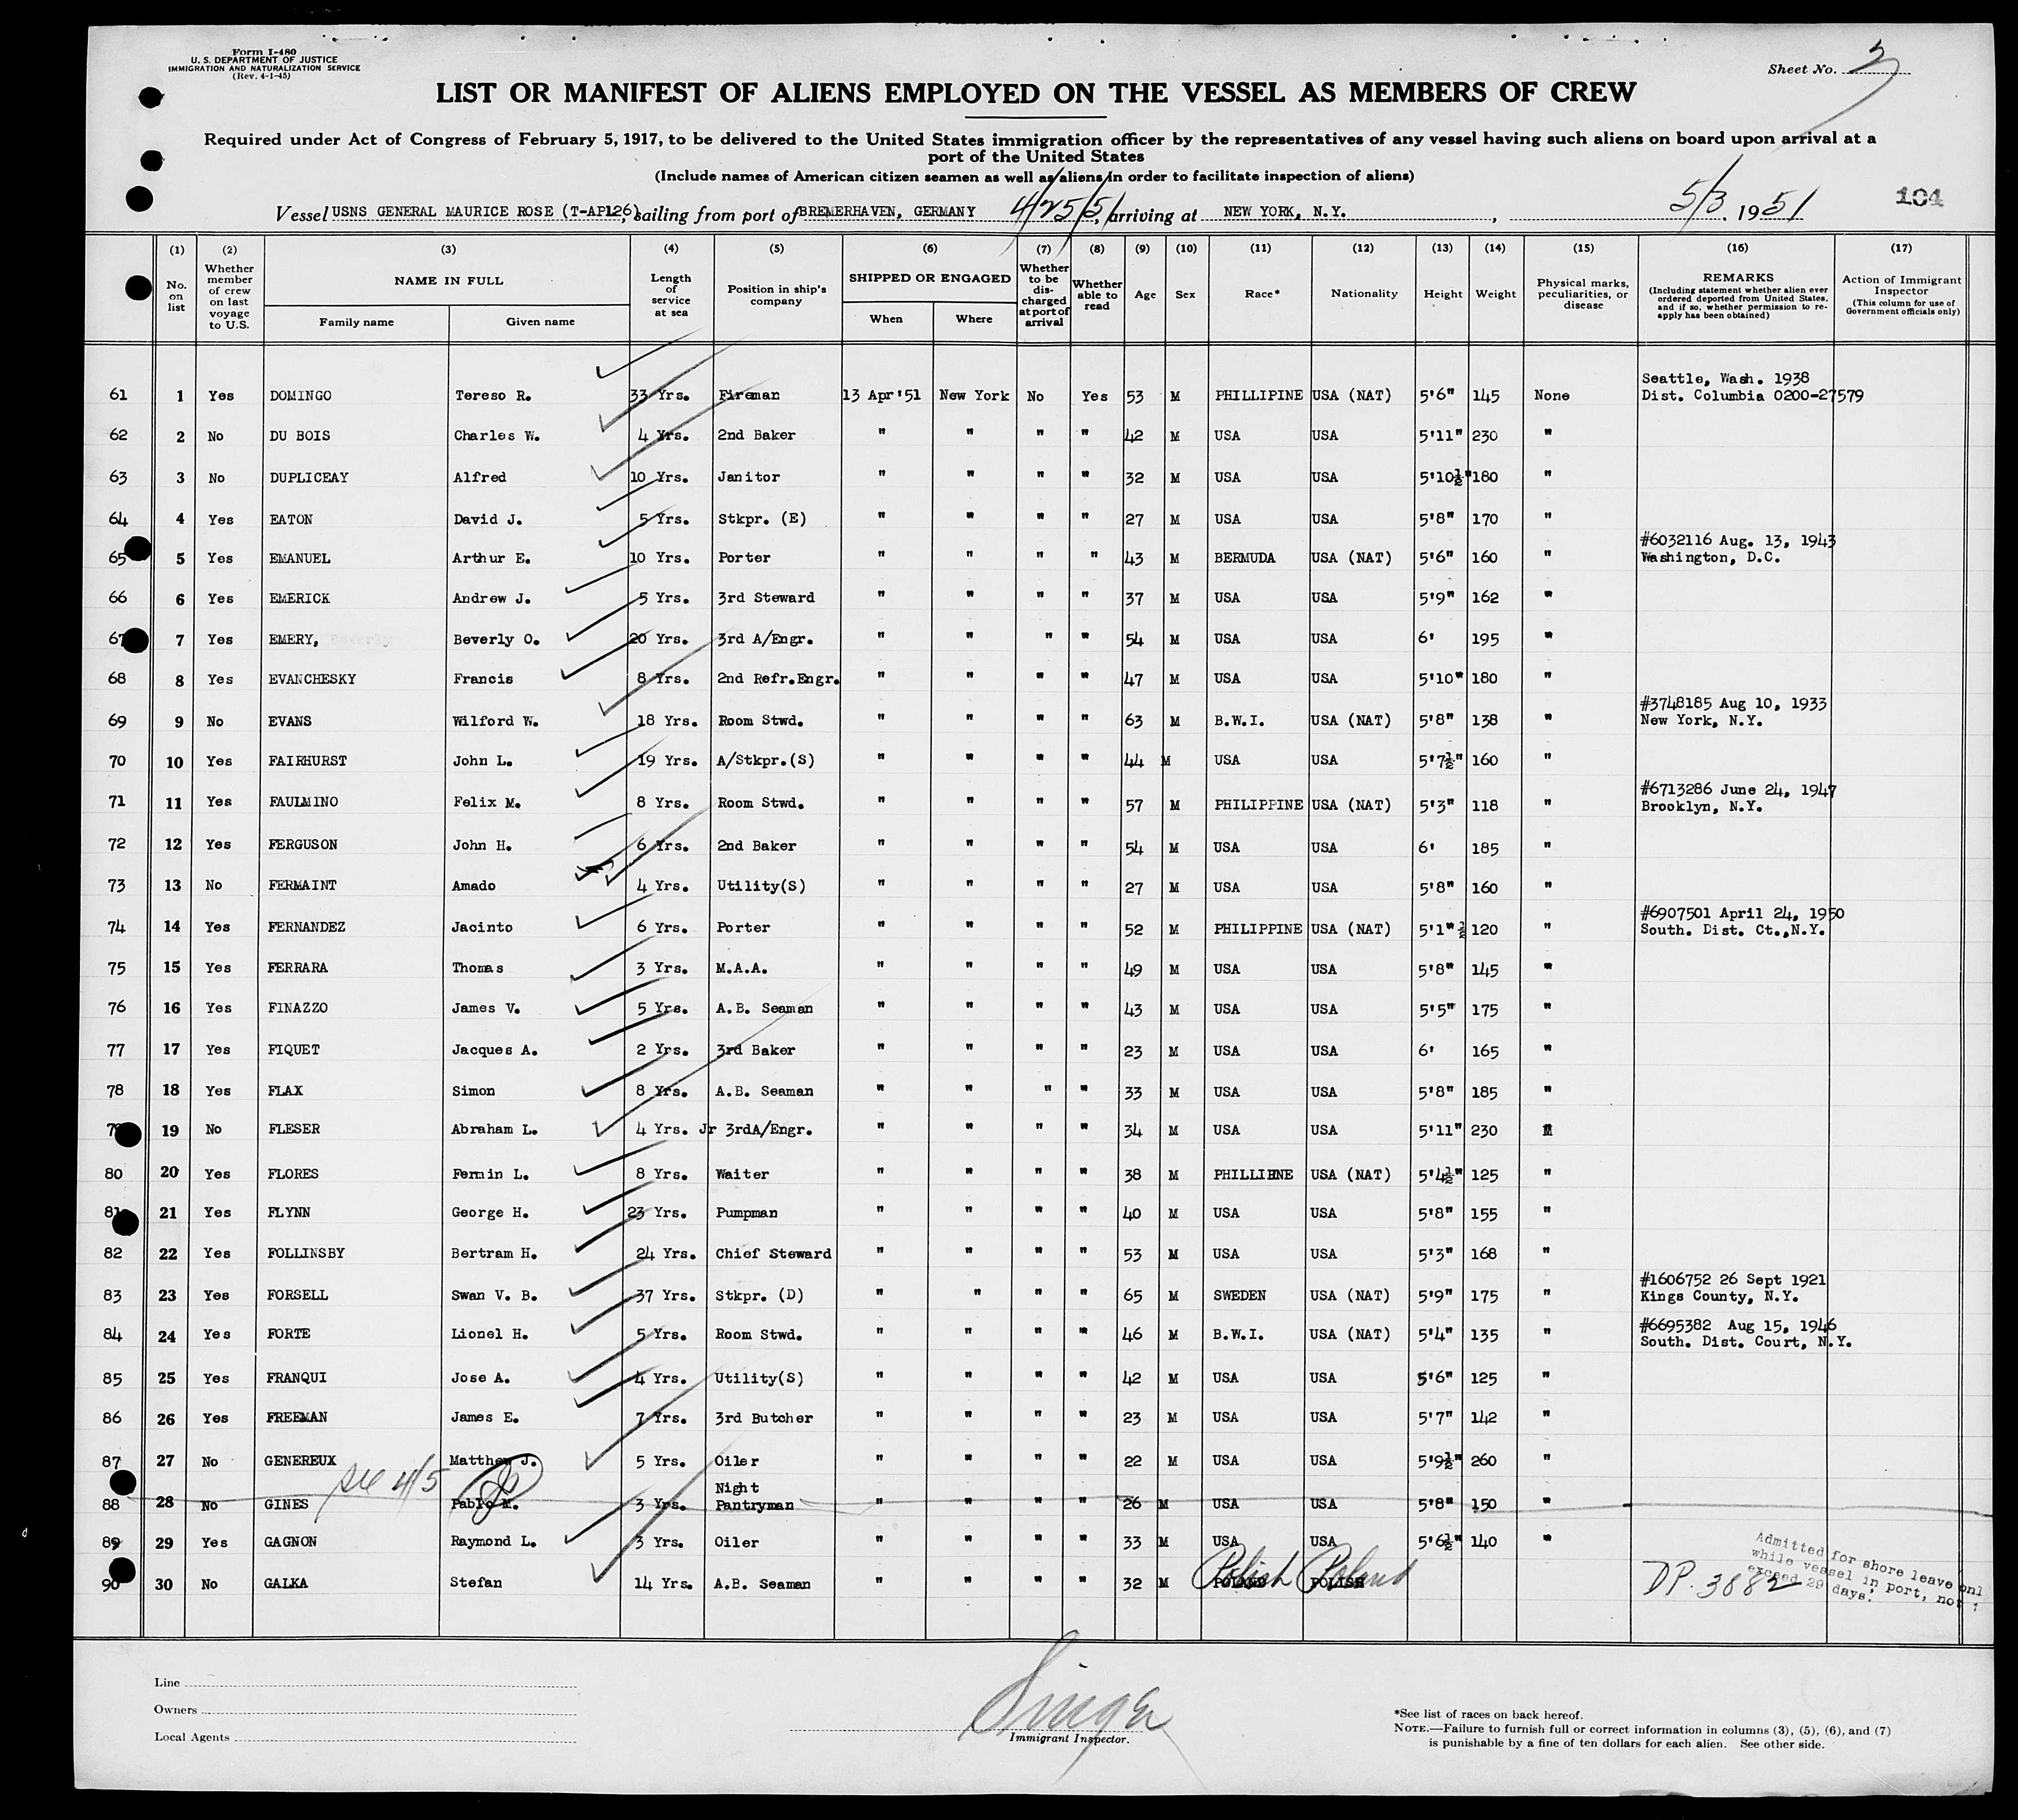 Form I-480
U. S. DEPARTMENT OF JUSTICE
IMMIGRATION AND NATURALIZATION SERVICE
(Rev. 4-1-45)
Sheet No. 3
LIST OR MANIFEST OF ALIENS EMPLOYED ON THE VESSEL AS MEMBERS OF CREW
Required under Act of Congress of February 5, 1917, to be delivered to the United States immigration officer by the representatives of any vessel having such aliens on board upon arrival at a
port of the United States
(Include names of American citizen seamen as well as aliens in order to facilitate inspection of aliens)
Vessel USNS GENERAL MAURICE ROSE (T-AP126), sailing from port of BREMERHAVEN, GERMANY 4/25/51, arriving at NEW YORK, N.Y., 5/3, 1951 104
(1) No. on list (2) Whether member of crew on last voyage to U.S. (3) NAME IN FULL Family name Given name (4) Length of service at sea (5) Position in ship's company (6) SHIPPED OR ENGAGED When Where (7) Whether to be discharged at port of arrival (8) Whether able to read (9) Age (10) Sex (11) Race* (12) Nationality (13) Height (14) Weight (15) Physical marks, peculiarities, or disease (16) REMARKS (Including statement whether alien ever ordered deported from United States, and if so, whether permission to re-apply has been obtained) (17) Action of Immigrant Inspector (This column for use of Government officials only)
Seattle, Wash. 1938
61 1 Yes DOMINGO Tereso R. 33 Yrs. Fireman 13 Apr'51 New York No Yes 53 M PHILLIPINE USA (NAT) 5'6" 145 None Dist. Columbia 0200-27579
62 2 No DU BOIS Charles W. 4 Yrs. 2nd Baker " " " " 42 M USA USA 5'11" 230 "
63 3 No DUPLICEAY Alfred 10 Yrs. Janitor " " " " 32 M USA USA 5'10½" 180 "
64 4 Yes EATON David J. 5 Yrs. Stkpr. (E) " " " " 27 M USA USA 5'8" 170 "
#6032116 Aug. 13, 1943
65 5 Yes EMANUEL Arthur E. 10 Yrs. Porter " " " " 43 M BERMUDA USA (NAT) 5'6" 160 " Washington, D.C.
66 6 Yes EMERICK Andrew J. 5 Yrs. 3rd Steward " " " " 37 M USA USA 5'9" 162 "
67 7 Yes EMERY, Beverly O. 20 Yrs. 3rd A/Engr. " " " " 54 M USA USA 6' 195 "
68 8 Yes EVANCHESKY Francis 8 Yrs. 2nd Refr.Engr. " " " " 47 M USA USA 5'10" 180 "
#3748185 Aug 10, 1933
69 9 No EVANS Wilford W. 18 Yrs. Room Stwd. " " " " 63 M B.W.I. USA (NAT) 5'8" 138 " New York, N.Y.
70 10 Yes FAIRHURST John L. 19 Yrs. A/Stkpr.(S) " " " " 44 M USA USA 5'7½" 160 "
#6713286 June 24, 1947
71 11 Yes FAULMINO Felix M. 8 Yrs. Room Stwd. " " " " 57 M PHILIPPINE USA (NAT) 5'3" 118 " Brooklyn, N.Y.
72 12 Yes FERGUSON John H. 6 Yrs. 2nd Baker " " " " 54 M USA USA 6' 185 "
73 13 No FERMAINT Amado 4 Yrs. Utility(S) " " " " 27 M USA USA 5'8" 160 "
#6907501 April 24, 1950
74 14 Yes FERNANDEZ Jacinto 6 Yrs. Porter " " " " 52 M PHILIPPINE USA (NAT) 5'1"½ 120 " South. Dist. Ct.,N.Y.
75 15 Yes FERRARA Thomas 3 Yrs. M.A.A. " " " " 49 M USA USA 5'8" 145 "
76 16 Yes FINAZZO James V. 5 Yrs. A.B. Seaman " " " " 43 M USA USA 5'5" 175 "
77 17 Yes FIQUET Jacques A. 2 Yrs. 3rd Baker " " " " 23 M USA USA 6' 165 "
78 18 Yes FLAX Simon 8 Yrs. A.B. Seaman " " " " 33 M USA USA 5'8" 185 "
79 19 No FLESER Abraham L. 4 Yrs. Jr 3rdA/Engr. " " " " 34 M USA USA 5'11" 230 "
80 20 Yes FLORES Fermin L. 8 Yrs. Waiter " " " " 38 M PHILLIENE USA (NAT) 5'4½" 125 "
81 21 Yes FLYNN George H. 23 Yrs. Pumpman " " " " 40 M USA USA 5'8" 155 "
82 22 Yes FOLLINSBY Bertram H. 24 Yrs. Chief Steward " " " " 53 M USA USA 5'3" 168 "
#1606752 26 Sept 1921
83 23 Yes FORSELL Swan V. B. 37 Yrs. Stkpr. (D) " " " " 65 M SWEDEN USA (NAT) 5'9" 175 " Kings County, N.Y.
#6695382 Aug 15, 1946
84 24 Yes FORTE Lionel H. 5 Yrs. Room Stwd. " " " " 46 M B.W.I. USA (NAT) 5'4" 135 " South. Dist. Court, N.Y.
85 25 Yes FRANQUI Jose A. 4 Yrs. Utility(S) " " " " 42 M USA USA 5'6" 125 "
86 26 Yes FREEMAN James E. 7 Yrs. 3rd Butcher " " " " 23 M USA USA 5'7" 142 "
87 27 No GENEREUX Matthew J. 5 Yrs. Oiler " " " " 22 M USA USA 5'9½" 260 "
4/5 Night
88 28 No GINES Pablo M. 3 Yrs. Pantryman " " " " 26 M USA USA 5'8" 150 "
89 29 Yes GAGNON Raymond L. 3 Yrs. Oiler " " " " 33 M USA USA 5'6½" 140 "
Polish Poland
90 30 No GALKA Stefan 14 Yrs. A.B. Seaman " " " " 32 M POLAND POLISH DP. 3882
Admitted for shore leave onl
while vessel in port, not
exceed 29 days.
Line
Owners
Local Agents
Singer
Immigrant Inspector.
*See list of races on back hereof.
NOTE.—Failure to furnish full or correct information in columns (3), (5), (6), and (7)
is punishable by a fine of ten dollars for each alien. See other side.